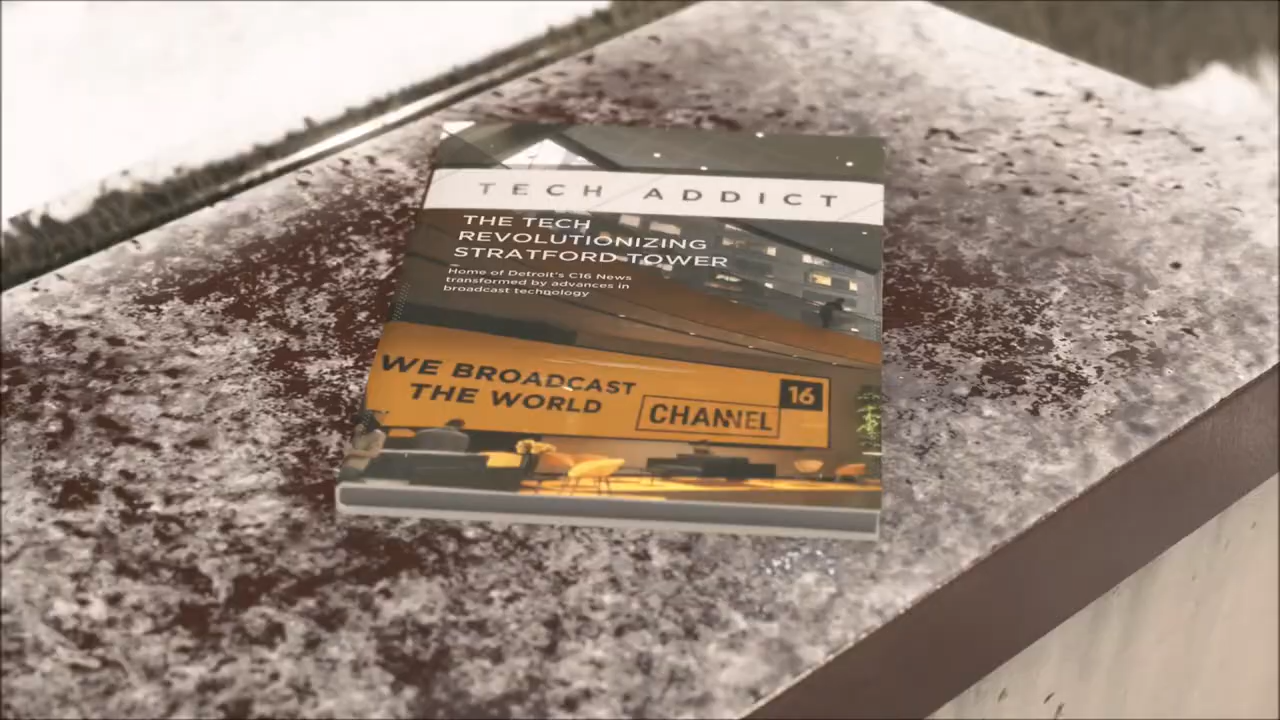 TECH ADDICT
THE TECH
REVOLUTIONIZING
STRATFORD TOWER
Home of Detroit's C16 News
transformed by advances in
broadcast technology
WE BROADCAST
THE WORLD
CHANNEL
16